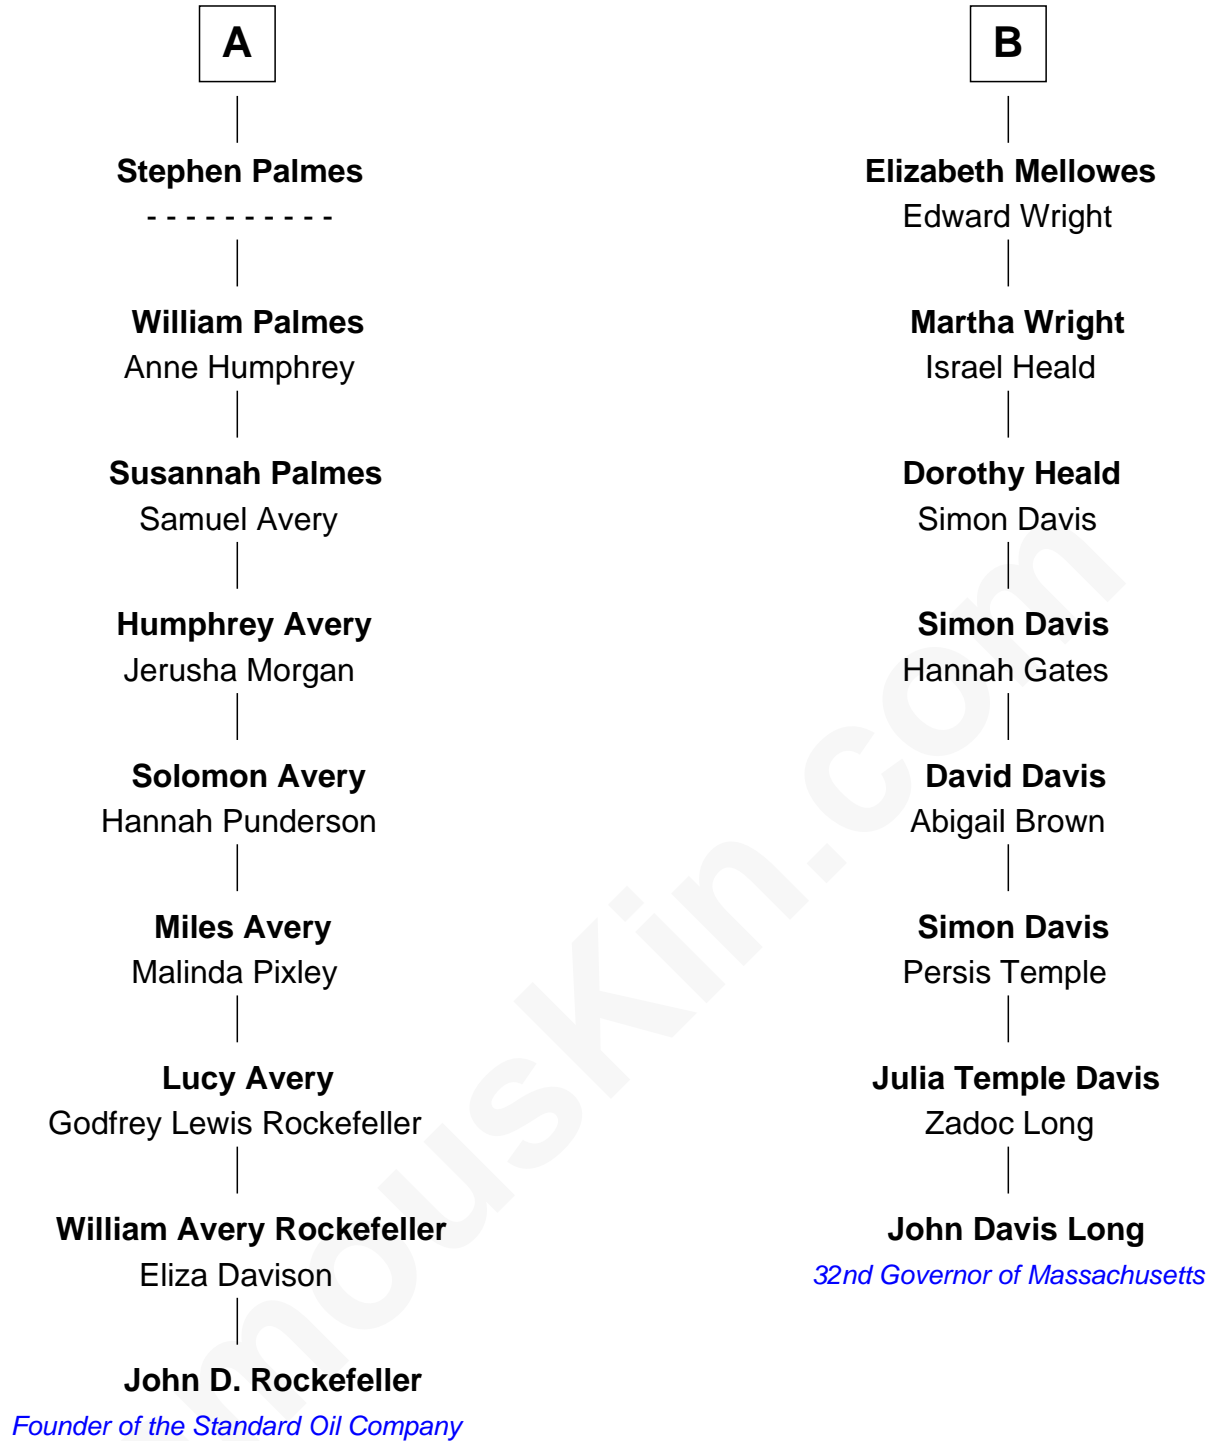 A
Stephen Palmes
- - - - - - - - - -
William Palmes
Anne Humphrey
Susannah Palmes
Samuel Avery
Humphrey Avery
Jerusha Morgan
Solomon Avery
Hannah Punderson
Miles Avery
Malinda Pixley
Lucy Avery
Godfrey Lewis Rockefeller
William Avery Rockefeller
Eliza Davison
John D. Rockefeller
Founder of the Standard Oil Company
B
Elizabeth Mellowes
Edward Wright
Martha Wright
Israel Heald
Dorothy Heald
Simon Davis
Simon Davis
Hannah Gates
David Davis
Abigail Brown
Simon Davis
Persis Temple
Julia Temple Davis
Zadoc Long
John Davis Long
32nd Governor of Massachusetts
mousKin.com